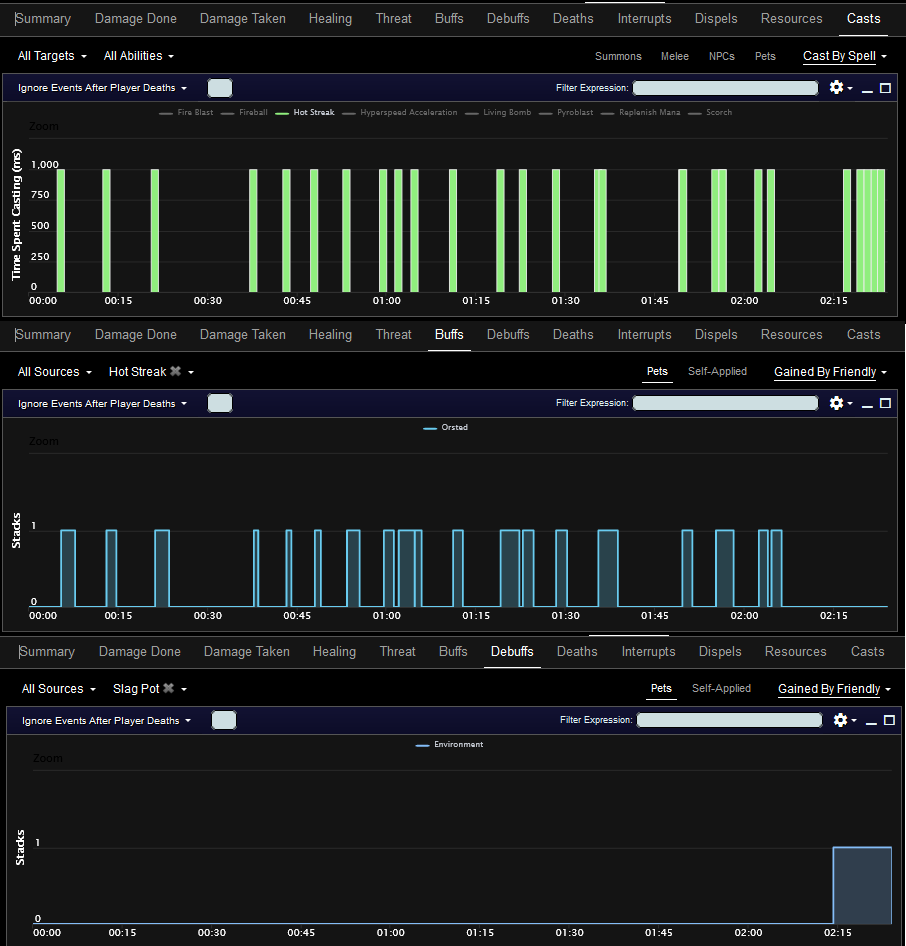 Summary Damage Done Damage Taken Healing Threat Buffs Debuffs Deaths Interrupts Dispels Resources Casts
All Targets All Abilities Summons Melee NPCs Pets Cast By Spell
Ignore Events After Player Deaths Filter Expression:
Fire Blast Fireball Hot Streak Hyperspeed Acceleration Living Bomb Pyroblast Replenish Mana Scorch
Zoom
Time Spent Casting (ms)
1,000
750
500
250
0
00:00 00:15 00:30 00:45 01:00 01:15 01:30 01:45 02:00 02:15
Summary Damage Done Damage Taken Healing Threat Buffs Debuffs Deaths Interrupts Dispels Resources Casts
All Sources Hot Streak Pets Self-Applied Gained By Friendly
Ignore Events After Player Deaths Filter Expression:
Orsted
Zoom
Stacks
1
0
00:00 00:15 00:30 00:45 01:00 01:15 01:30 01:45 02:00 02:15
Summary Damage Done Damage Taken Healing Threat Buffs Debuffs Deaths Interrupts Dispels Resources Casts
All Sources Slag Pot Pets Self-Applied Gained By Friendly
Ignore Events After Player Deaths Filter Expression:
Environment
Zoom
Stacks
1
0
00:00 00:15 00:30 00:45 01:00 01:15 01:30 01:45 02:00 02:15